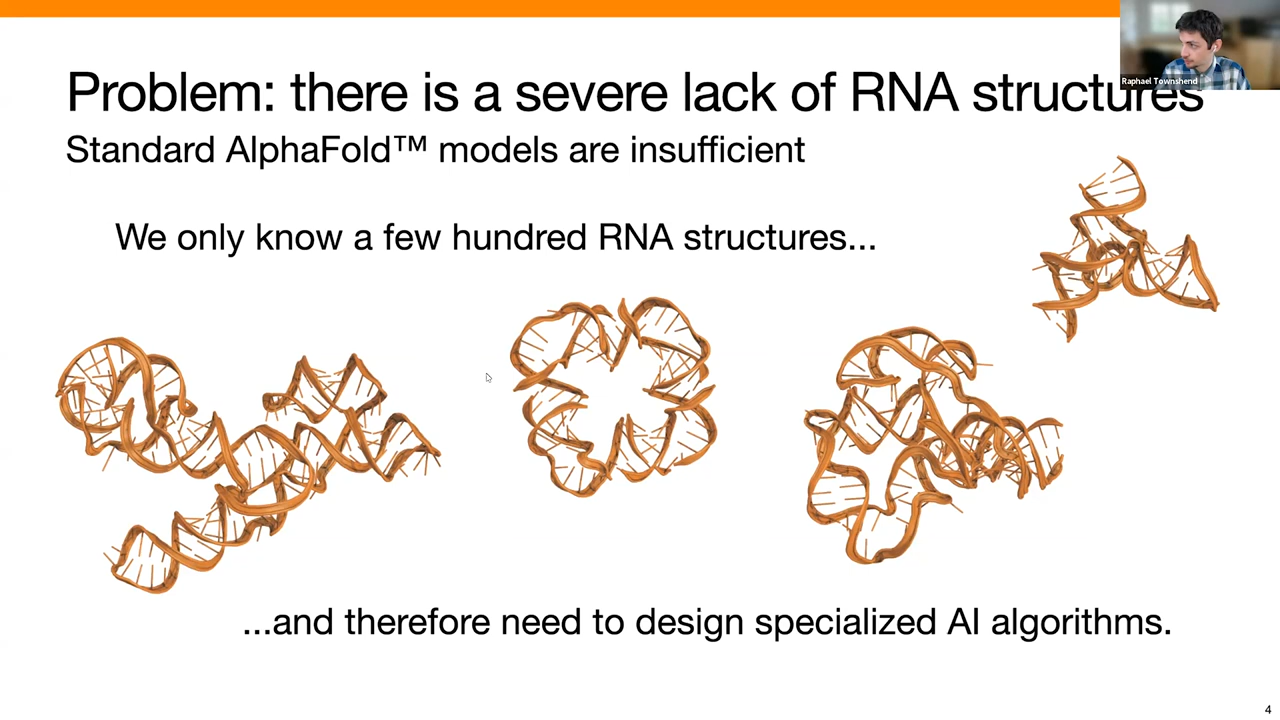 Problem: there is a severe lack of RNA structures
Raphael Townshend
Standard AlphaFold™ models are insufficient
We only know a few hundred RNA structures...
...and therefore need to design specialized AI algorithms.
4